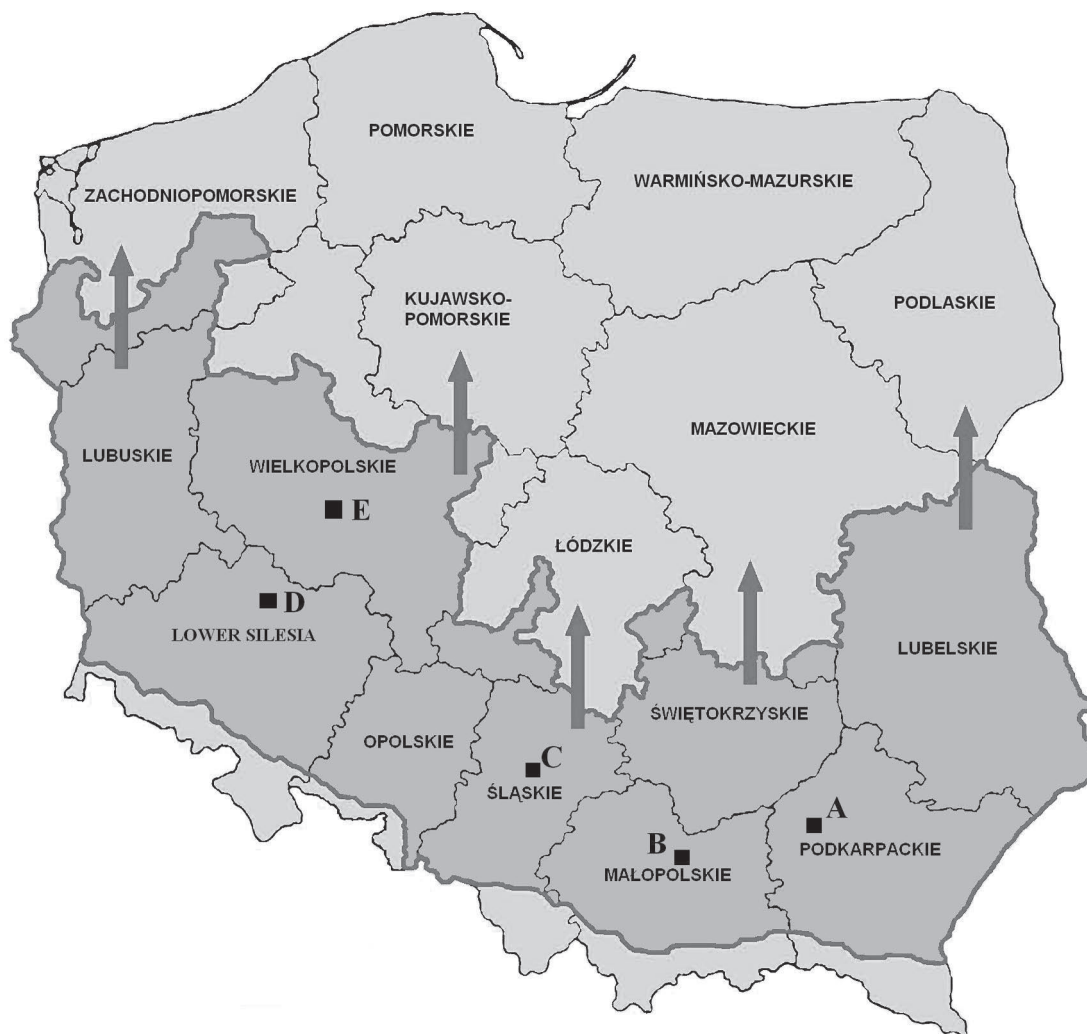 POMORSKIE
WARMIŃSKO-MAZURSKIE
ZACHODNIOPOMORSKIE
KUJAWSKO-
POMORSKIE
PODLASKIE
MAZOWIECKIE
LUBUSKIE
WIELKOPOLSKIE
E
ŁÓDZKIE
D
LOWER SILESIA
LUBELSKIE
ŚWIĘTOKRZYSKIE
OPOLSKIE
C
ŚLĄSKIE
A
PODKARPACKIE
B
MAŁOPOLSKIE